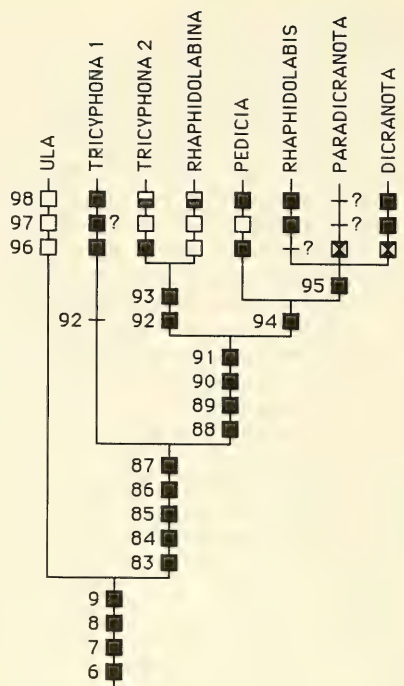 ULA
TRICYPHONA 1
TRICYPHONA 2
RHAPHIDOLABINA
PEDICIA
RHAPHIDOLABIS
PARADICRANOTA
DICRANOTA
98 ?
97 ? ?
96 ?
95
93
92 92 94
91
90
89
88
87
86
85
84
83
9
8
7
6